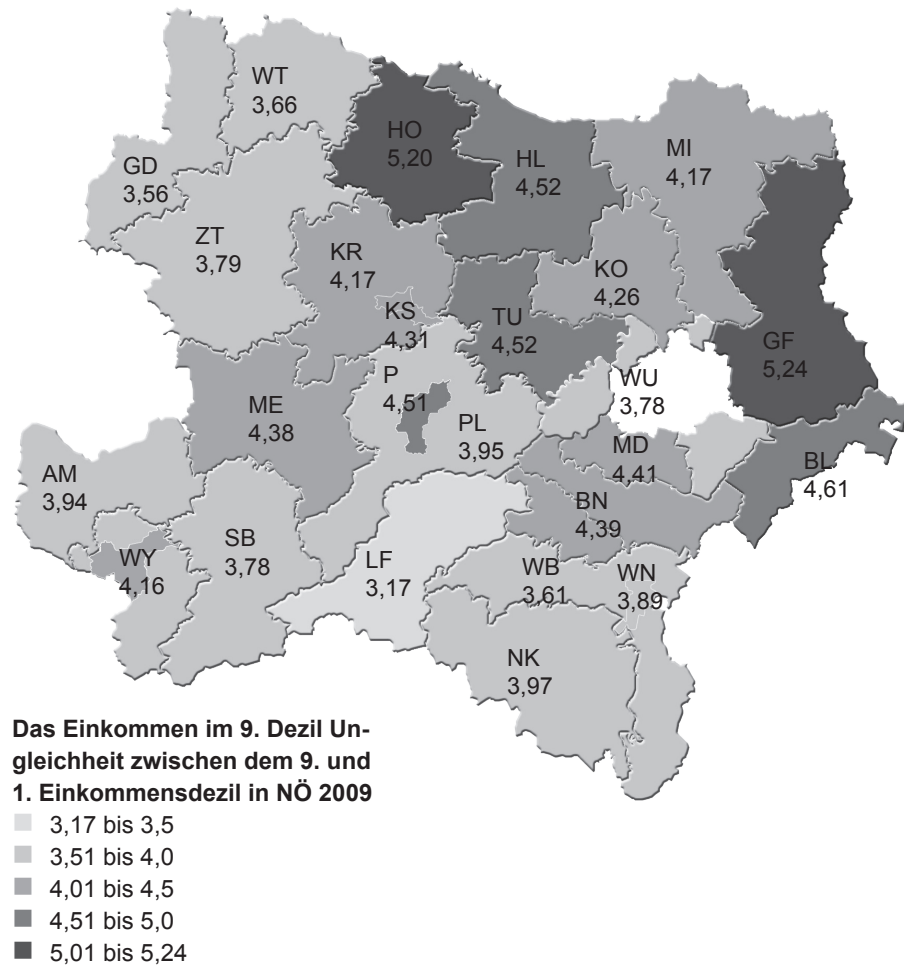 WT
3,66
HO
5,20
HL
4,52
MI
4,17
GD
3,56
ZT
3,79
KR
4,17
KO
4,26
KS
4,31
TU
4,52
GF
5,24
P
4,51
WU
3,78
ME
4,38
PL
3,95
MD
4,41
BL
4,61
AM
3,94
BN
4,39
SB
3,78
WY
4,16
LF
3,17
WB
3,61
WN
3,89
NK
3,97
Das Einkommen im 9. Dezil Un-
gleichheit zwischen dem 9. und
1. Einkommensdezil in NÖ 2009
3,17 bis 3,5
3,51 bis 4,0
4,01 bis 4,5
4,51 bis 5,0
5,01 bis 5,24